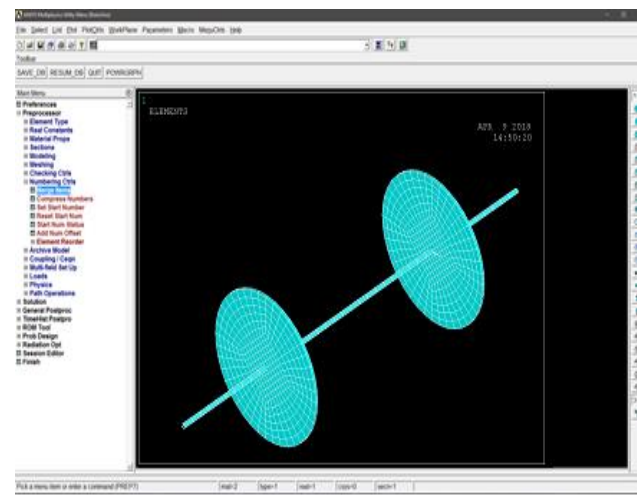 ANSYS Multiphysics Utility Menu
File Select List Plot PlotCtrls WorkPlane Parameters Macro MenuCtrls Help
Toolbar
SAVE_DB RESUM_DB QUIT POWRGRPH
Main Menu
Preferences
Preprocessor
Element Type
Real Constants
Material Props
Sections
Modeling
Meshing
Checking Ctrls
Numbering Ctrls
Merge Items
Compress Numbers
Set Start Number
Reset Start Num
Start Num Status
Add Num Offset
Element Reorder
Archive Model
Coupling / Ceqn
Multi-field Set Up
Loads
Physics
Path Operations
Solution
General Postproc
TimeHist Postpro
ROM Tool
Prob Design
Radiation Opt
Session Editor
Finish
1
ELEMENTS
APR 9 2018
14:50:20
Pick a menu item or enter a command (PREP7)
mat=2
type=1
real=1
csys=0
secn=1